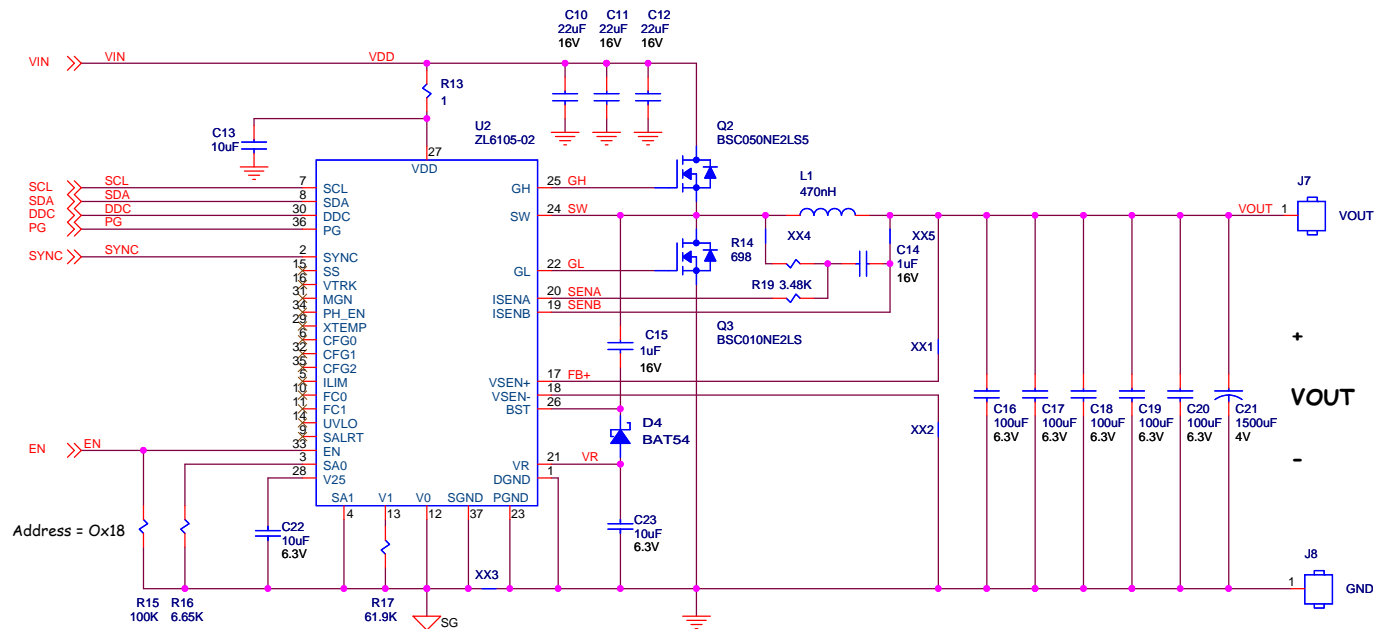 C10
22uF
16V
C11
22uF
16V
C12
22uF
16V
VIN
VIN
VDD
R13
1
C13
10uF
U2
ZL6105-02
Q2
BSC050NE2LS5
27
VDD
SCL
SCL
7
SCL
SDA
SDA
8
SDA
DDC
DDC
30
DDC
PG
PG
36
PG
SYNC
SYNC
2
SYNC
15
SS
16
VTRK
31
MGN
34
PH_EN
29
XTEMP
6
CFG0
32
CFG1
35
CFG2
5
ILIM
10
FC0
11
FC1
14
UVLO
9
SALRT
EN
EN
33
EN
3
SA0
28
V25
GH
25
GH
SW
24
SW
GL
22
GL
ISENA
20
SENA
ISENB
19
SENB
VSEN+
17
FB+
VSEN-
18
BST
26
VR
21
VR
DGND
1
SA1
4
V1
13
V0
12
SGND
37
PGND
23
L1
470nH
R14
698
XX4
XX5
C14
1uF
16V
R19 3.48K
Q3
BSC010NE2LS
C15
1uF
16V
XX1
XX2
D4
BAT54
C16
100uF
6.3V
C17
100uF
6.3V
C18
100uF
6.3V
C19
100uF
6.3V
C20
100uF
6.3V
C21
1500uF
4V
J7
VOUT
1
VOUT
+
VOUT
-
J8
1
GND
Address = 0x18
C22
10uF
6.3V
C23
10uF
6.3V
XX3
R15
100K
R16
6.65K
R17
61.9K
SG